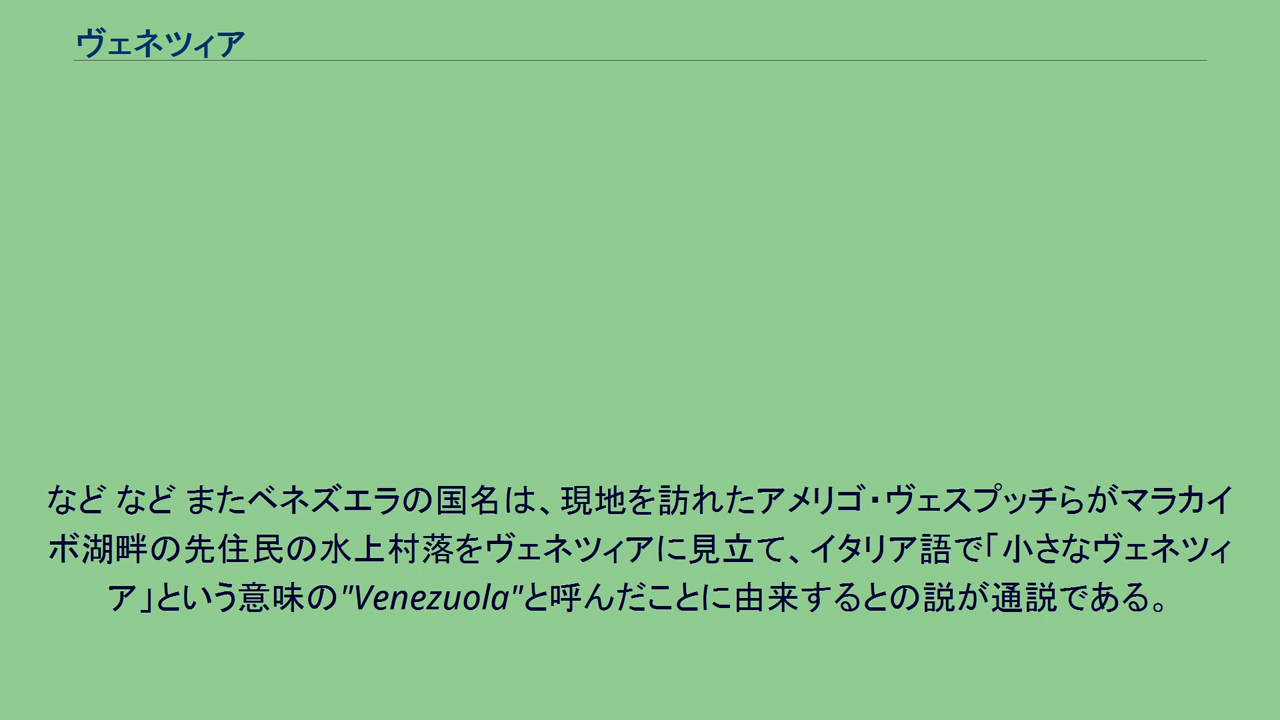 ヴェネツィア
など など またベネズエラの国名は、現地を訪れたアメリゴ・ヴェスプッチらがマラカイ
ボ湖畔の先住民の水上村落をヴェネツィアに見立て、イタリア語で「小さなヴェネツィ
ア」という意味の"Venezuola"と呼んだことに由来するとの説が通説である。